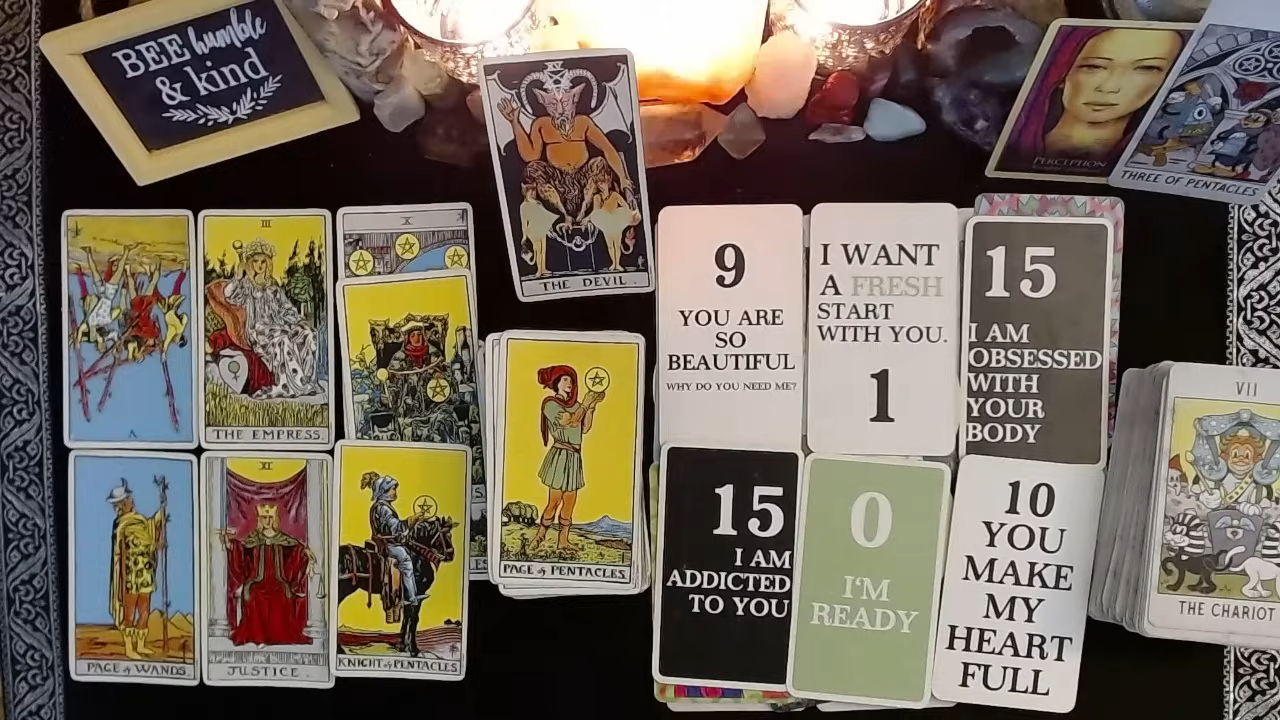 BEE humble
& kind
XV
THE DEVIL.
PERCEPTION
THREE OF PENTACLES
V
III
THE EMPRESS.
X
PAGE of WANDS.
XI
JUSTICE.
KNIGHT of PENTACLES
PAGE of PENTACLES.
9
YOU ARE
SO
BEAUTIFUL
WHY DO YOU NEED ME?
I WANT
A FRESH
START
WITH YOU.
1
15
I AM
OBSESSED
WITH
YOUR
BODY
15
I AM
ADDICTED
TO YOU
0
I'M
READY
10
YOU
MAKE
MY
HEART
FULL
VII
THE CHARIOT